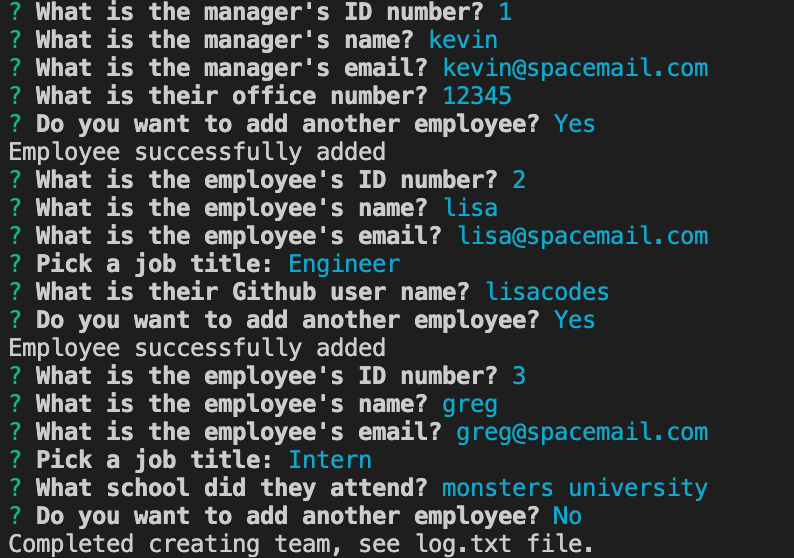 ? What is the manager's ID number? 1
? What is the manager's name? kevin
? What is the manager's email? kevin@spacemail.com
? What is their office number? 12345
? Do you want to add another employee? Yes
Employee successfully added
? What is the employee's ID number? 2
? What is the employee's name? lisa
? What is the employee's email? lisa@spacemail.com
? Pick a job title: Engineer
? What is their Github user name? lisacodes
? Do you want to add another employee? Yes
Employee successfully added
? What is the employee's ID number? 3
? What is the employee's name? greg
? What is the employee's email? greg@spacemail.com
? Pick a job title: Intern
? What school did they attend? monsters university
? Do you want to add another employee? No
Completed creating team, see log.txt file.